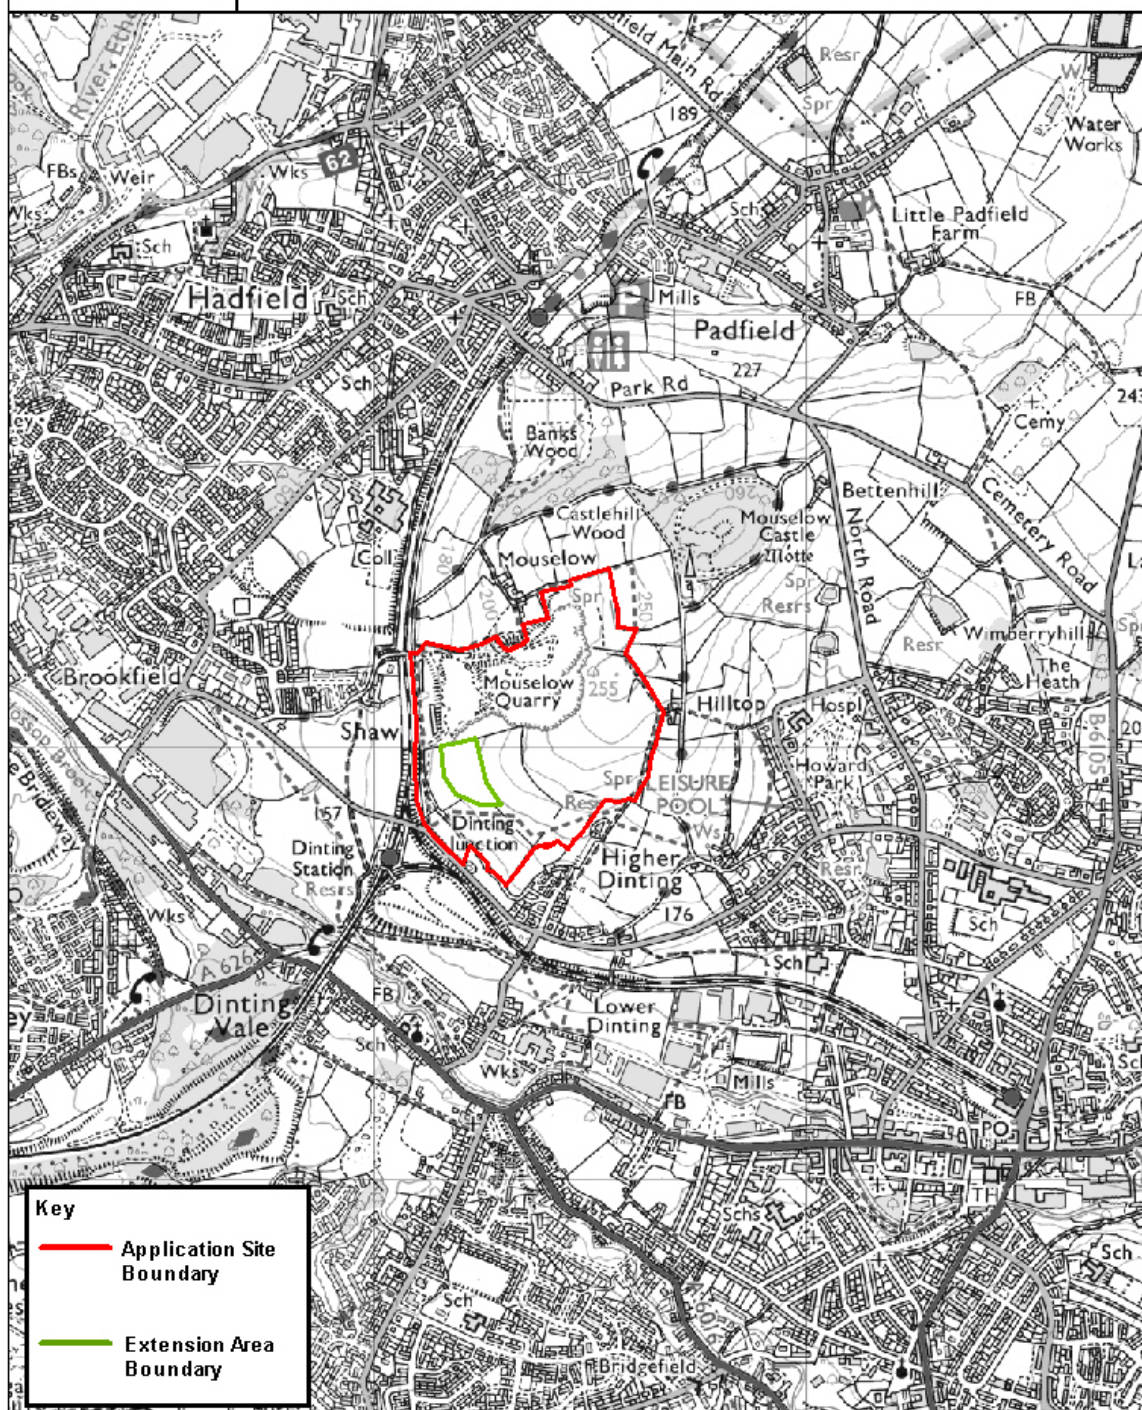 Main Rd
Resr
Spr
W
189
Water
Works
FBs
Weir
Wks
62
Wks
Sch
Little Padfield
Farm
Sch
Hadfield
Sch
FB
Mills
Padfield
Sch
Park Rd
227
243
Cemy
Banks
Wood
260
Bettenhill
Cemetery Road
Castlehill
Wood
Mouselow
Castle
Motte
North Road
Coll
Mouselow
180
200
Spr
250
Spr
Resrs
Resr
Wimberryhill
Spr
The
Heath
Brookfield
Mouselow
Quarry
255
Hilltop
Hospl
B6105
Shaw
Howard
Park
Spr
LEISURE
POOL
157
Dinting
Junction
Ws
Dinting
Station
Resrs
Higher
Dinting
Resr
176
Wks
Sch
A 626
Sch
Dinting
Vale
FB
Lower
Dinting
Sch
Wks
Mills
FB
PO
TH
Key
Schs
Application Site
Boundary
Sch
Sch
Extension Area
Boundary
Bridgefield